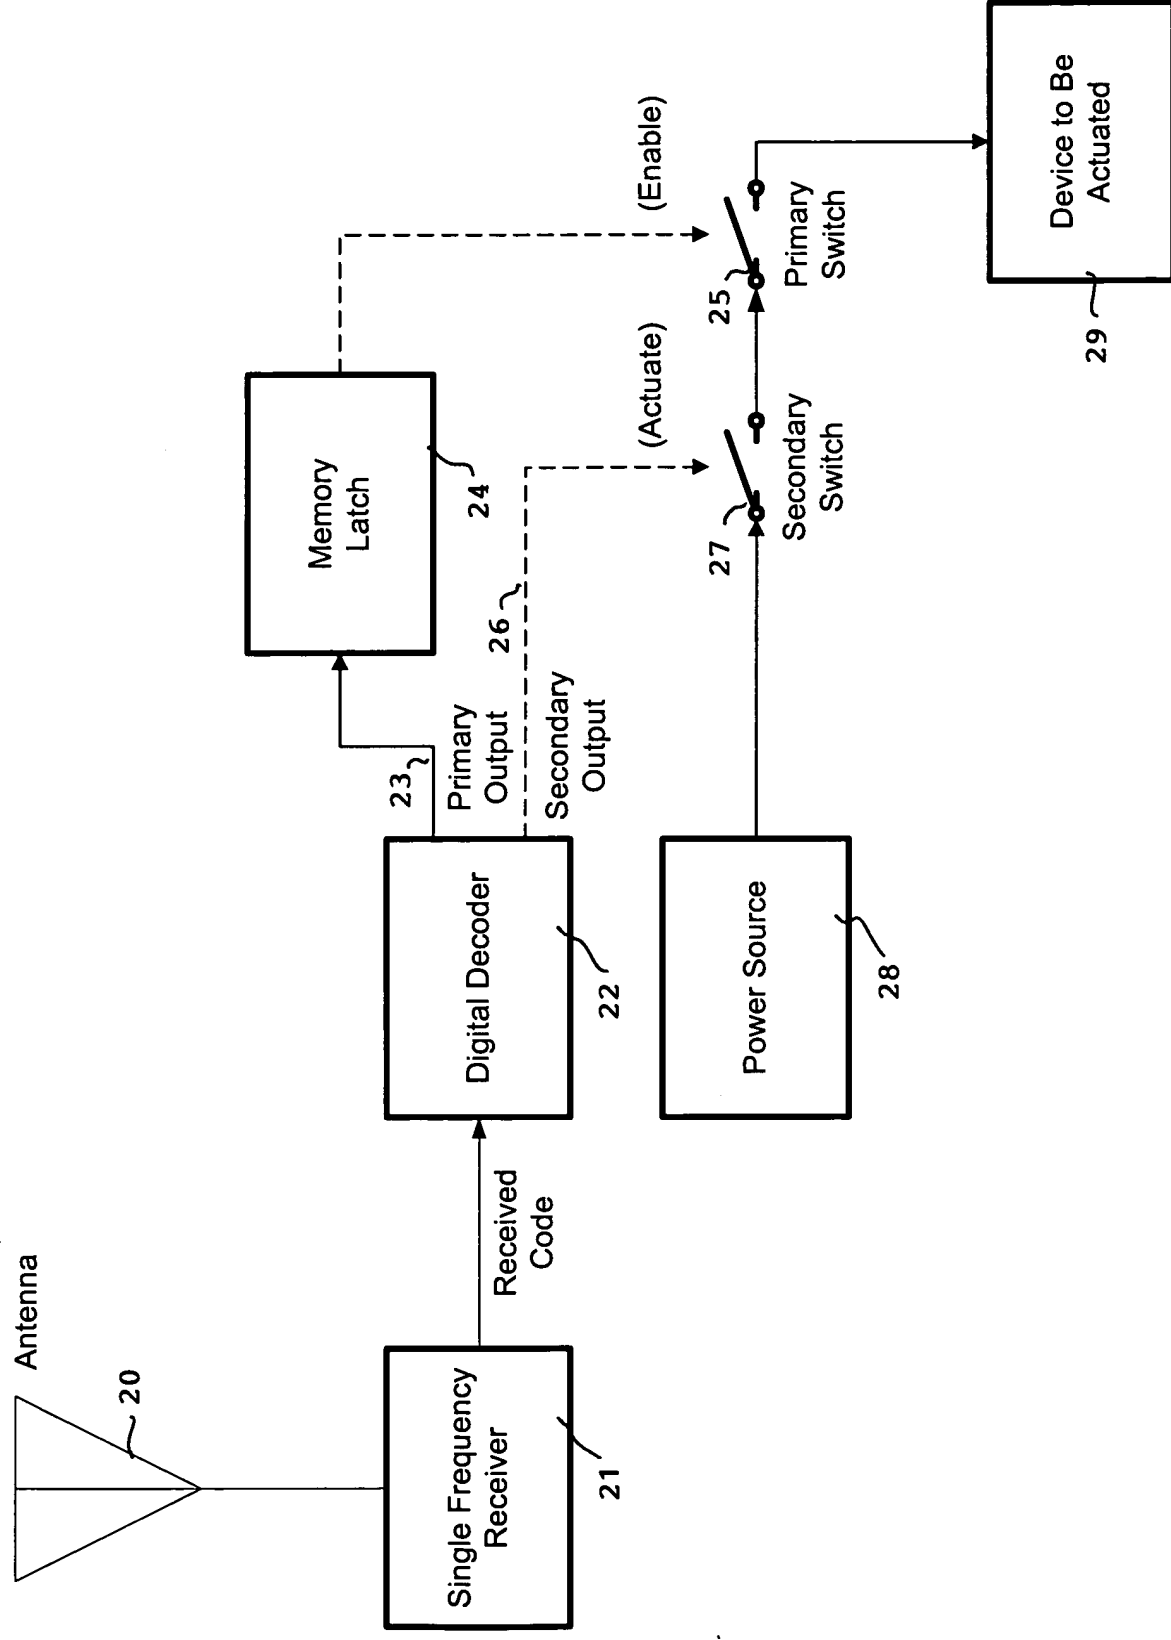 Antenna
20
Single Frequency
Receiver
21
Received
Code
Digital Decoder
22
23
Primary
Output
Secondary
Output
26
Memory
Latch
24
(Enable)
(Actuate)
25
Primary
Switch
27
Secondary
Switch
Power Source
28
Device to Be
Actuated
29